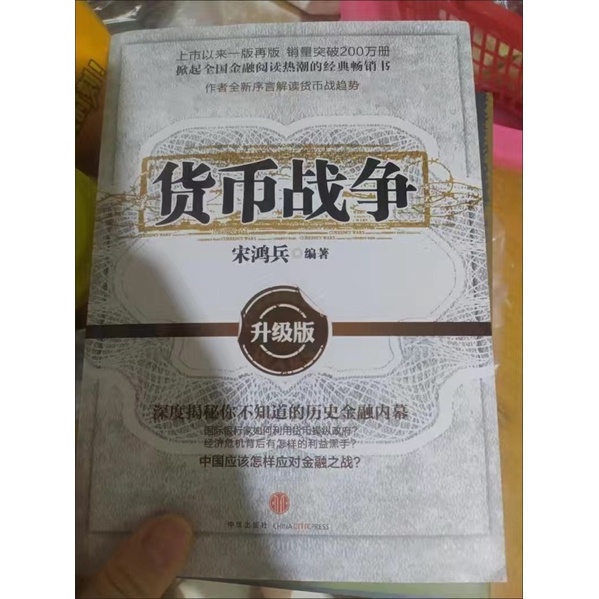 上市以来一版再版 销量突破200万册
掀起全国金融阅读热潮的经典畅销书
作者全新序言解读货币战趋势
货币战争
CURRENCY WARS
宋鸿兵 编著
升级版
深度揭秘你不知道的历史金融内幕
国际银行家如何利用货币操纵政府？
经济危机背后有怎样的利益黑手？
中国应该怎样应对金融之战？
中信出版社 CHINACITICPRESS